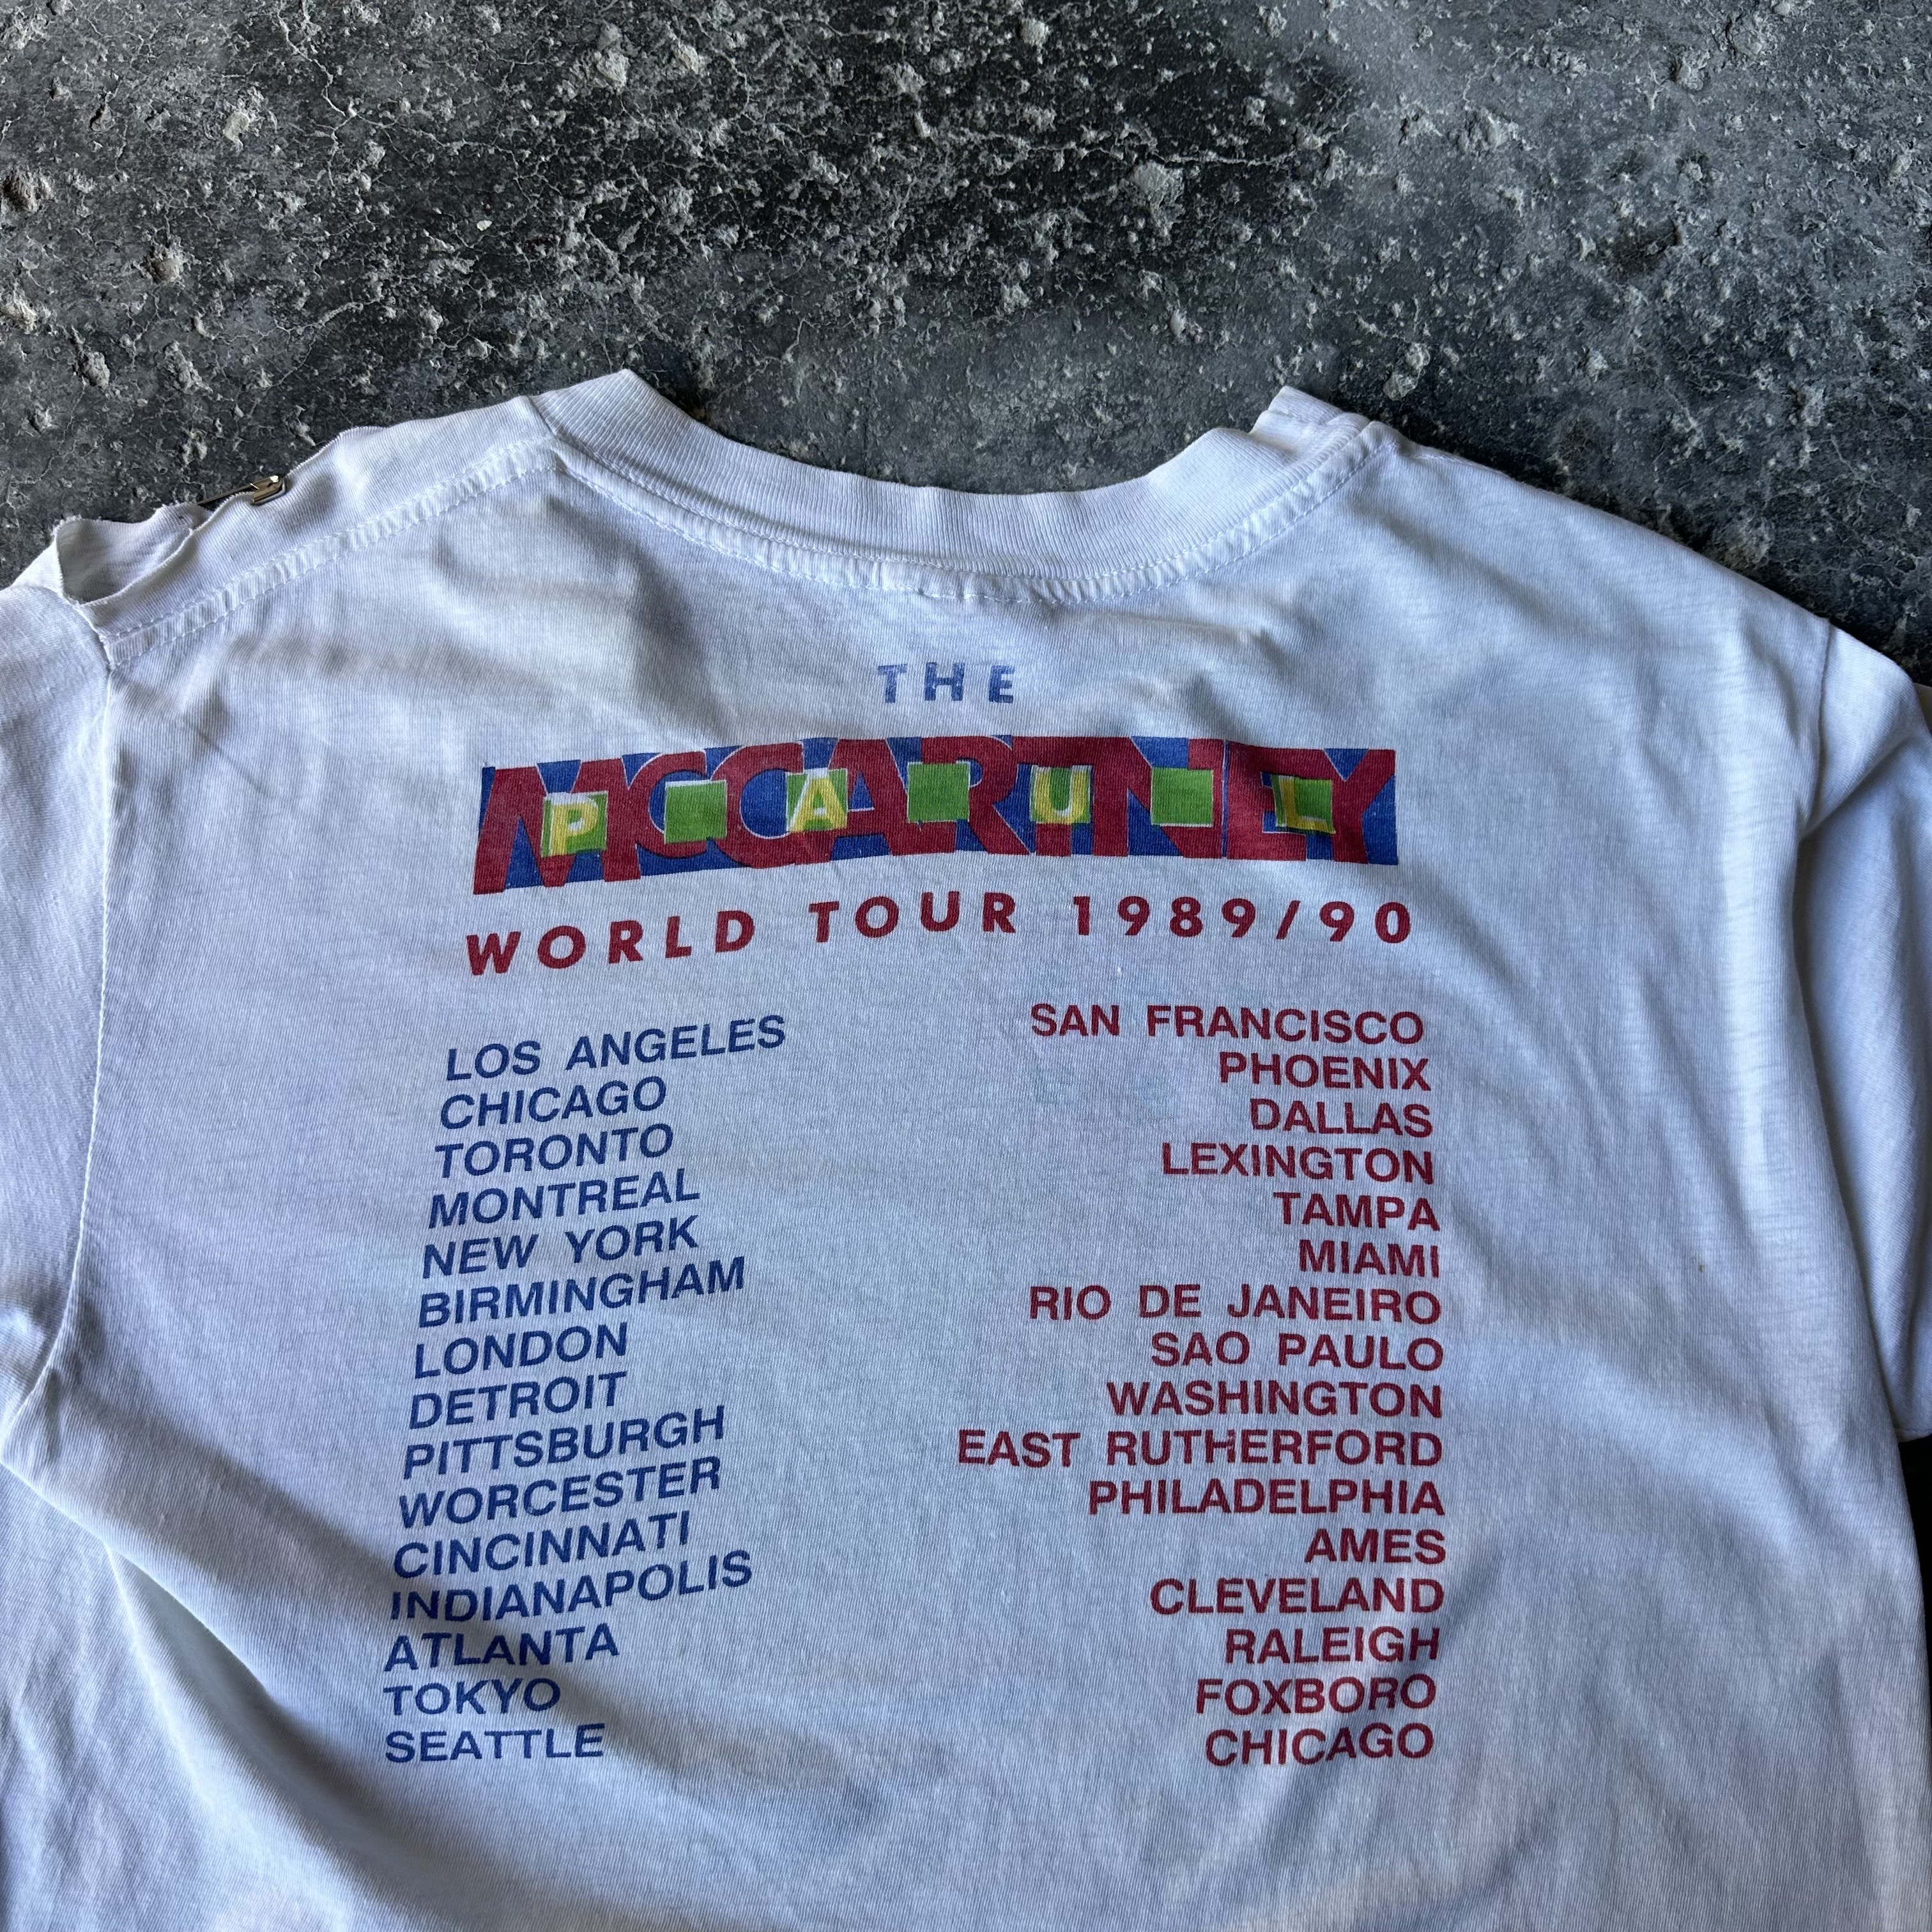 THE
MCCARTNEY
PAUL
WORLD TOUR 1989/90
LOS ANGELES
CHICAGO
TORONTO
MONTREAL
NEW YORK
BIRMINGHAM
LONDON
DETROIT
PITTSBURGH
WORCESTER
CINCINNATI
INDIANAPOLIS
ATLANTA
TOKYO
SEATTLE
SAN FRANCISCO
PHOENIX
DALLAS
LEXINGTON
TAMPA
MIAMI
RIO DE JANEIRO
SAO PAULO
WASHINGTON
EAST RUTHERFORD
PHILADELPHIA
AMES
CLEVELAND
RALEIGH
FOXBORO
CHICAGO